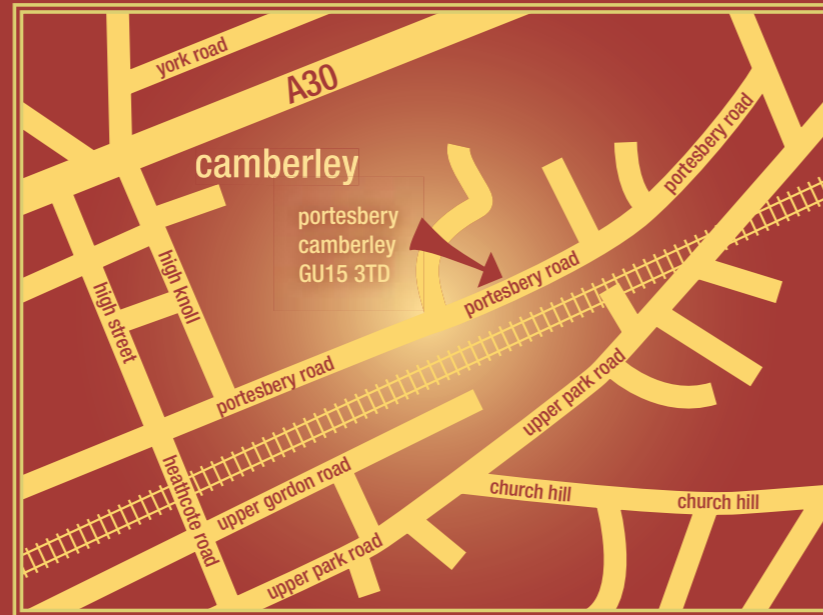 york road
A30
camberley
portesbery road
portesbery
camberley
GU15 3TD
high knoll
high street
portesbery road
portesbery road
upper park road
heathcote road
upper gordon road
church hill
church hill
upper park road